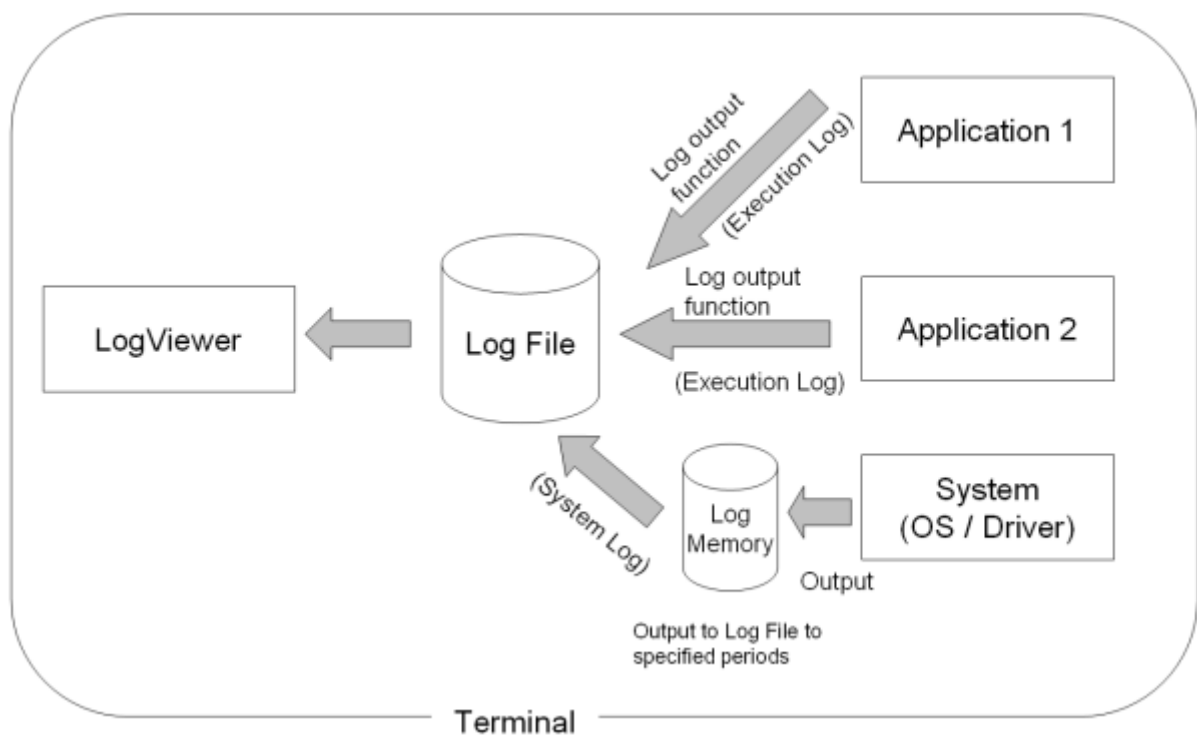 Application 1
Log output
function
(Execution Log)
Log output
function
Application 2
(Execution Log)
LogViewer
Log File
(System Log)
Log
Memory
System
(OS / Driver)
Output
Output to Log File to
specified periods
Terminal